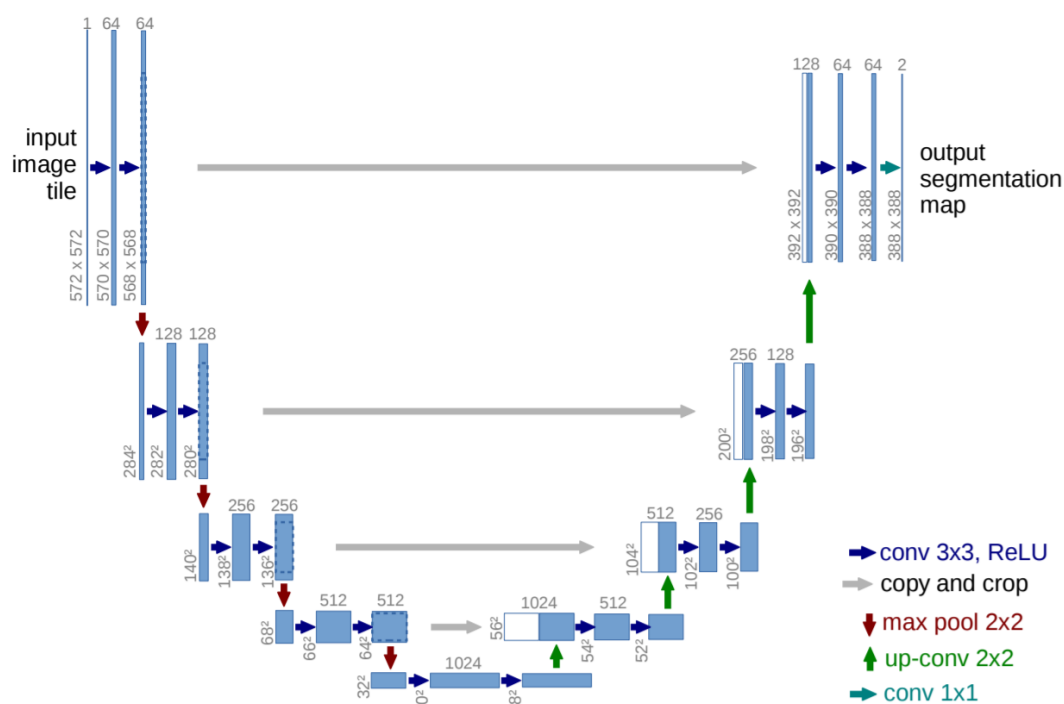 1 64 64
128 64 64 2
input
image
tile
output
segmentation
map
572 x 572
570 x 570
568 x 568
392 x 392
390 x 390
388 x 388
388 x 388
128 128
256 128
284²
282²
280²
200²
198²
196²
256 256
512 256
140²
138²
136²
104²
102²
100²
512 512
1024 512
68²
66²
64²
56²
54²
52²
1024
32²
0²
8²
conv 3x3, ReLU
copy and crop
max pool 2x2
up-conv 2x2
conv 1x1